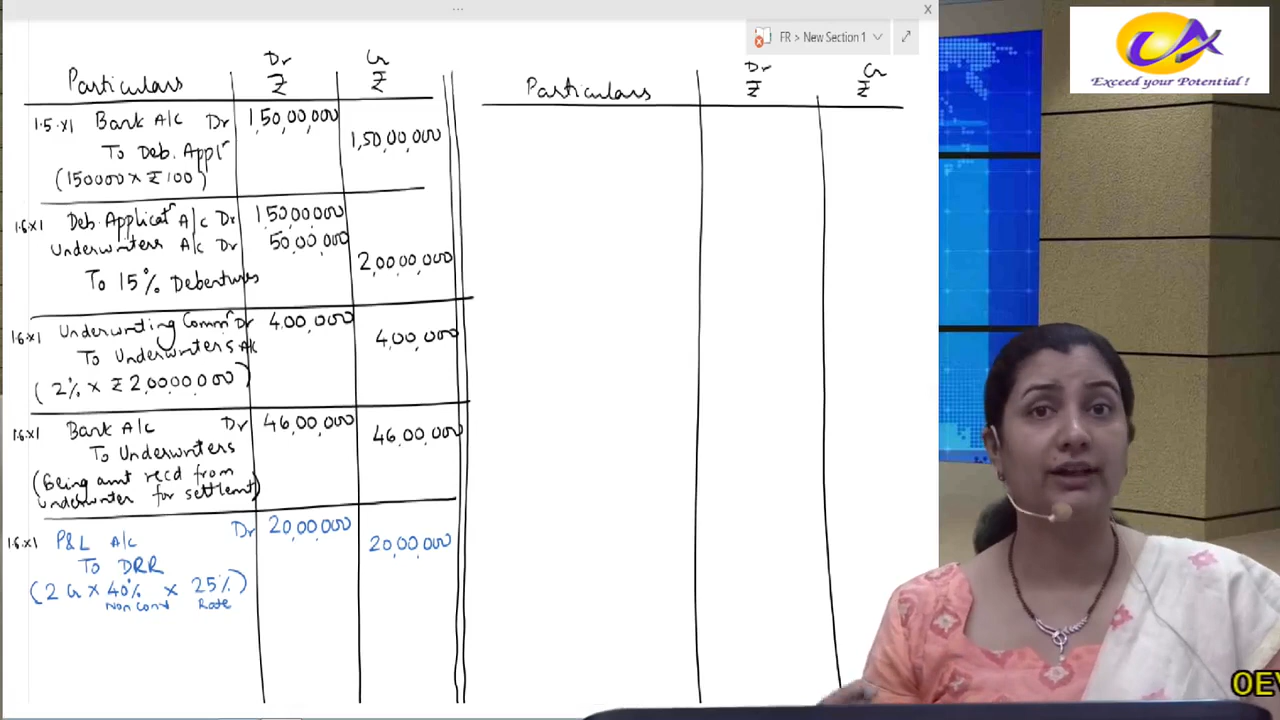 FR > New Section 1
Exceed your Potential !
Particulars Dr ₹ Cr ₹
1.5.x1 Bank A/c Dr 1,50,00,000
To Deb. Appl 1,50,00,000
(150000 x ₹ 100)
1.6.x1 Deb. Applicatn A/c Dr 1,50,00,000
Underwriters A/c Dr 50,00,000
To 15% Debentures 2,00,00,000
1.6.x1 Underwriting Commn Dr 4,00,000
To Underwriters A/c 4,00,000
(2% x ₹ 2,00,00,000)
1.6.x1 Bank A/c Dr 46,00,000
To Underwriters 46,00,000
(Being amt recd from
underwriter for settlemt)
1.6.x1 P&L A/c Dr 20,00,000
To DRR 20,00,000
(2 Cr x 40% x 25%)
Non Conv Rate
Particulars Dr ₹ Cr ₹
OEV